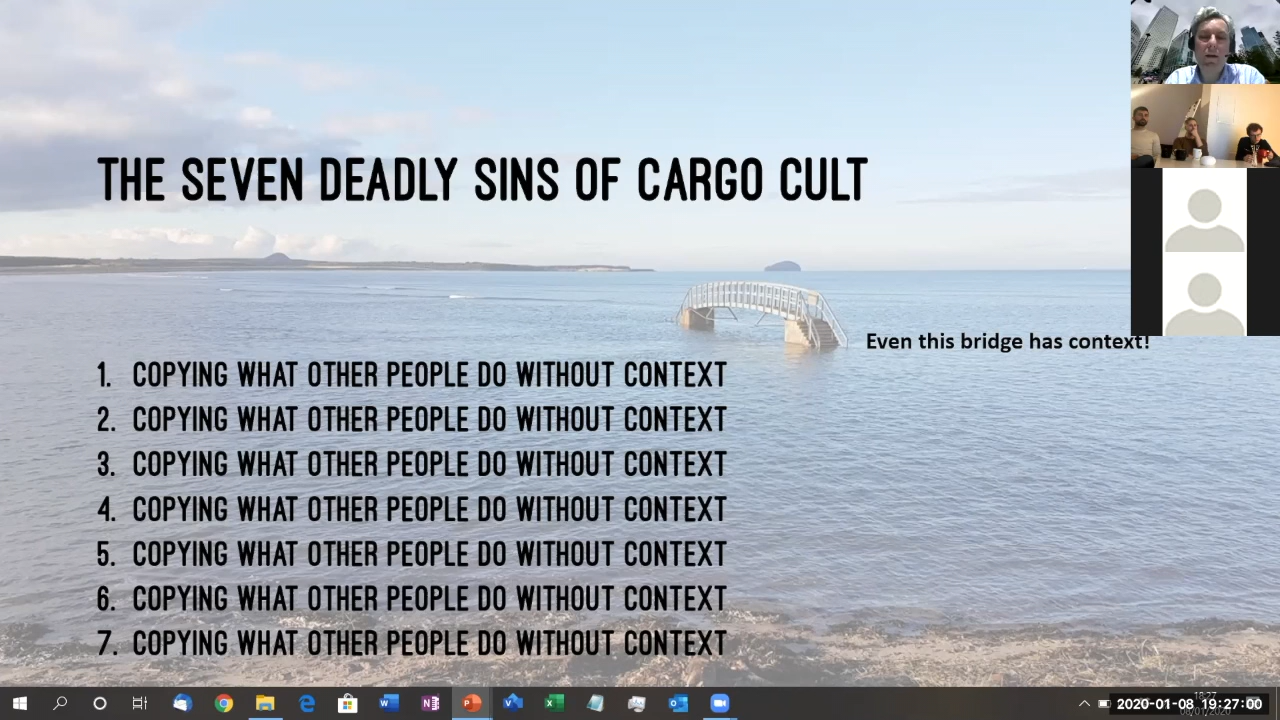 THE SEVEN DEADLY SINS OF CARGO CULT
Even this bridge has context!
1. COPYING WHAT OTHER PEOPLE DO WITHOUT CONTEXT
2. COPYING WHAT OTHER PEOPLE DO WITHOUT CONTEXT
3. COPYING WHAT OTHER PEOPLE DO WITHOUT CONTEXT
4. COPYING WHAT OTHER PEOPLE DO WITHOUT CONTEXT
5. COPYING WHAT OTHER PEOPLE DO WITHOUT CONTEXT
6. COPYING WHAT OTHER PEOPLE DO WITHOUT CONTEXT
7. COPYING WHAT OTHER PEOPLE DO WITHOUT CONTEXT
2020-01-08 19:27:00